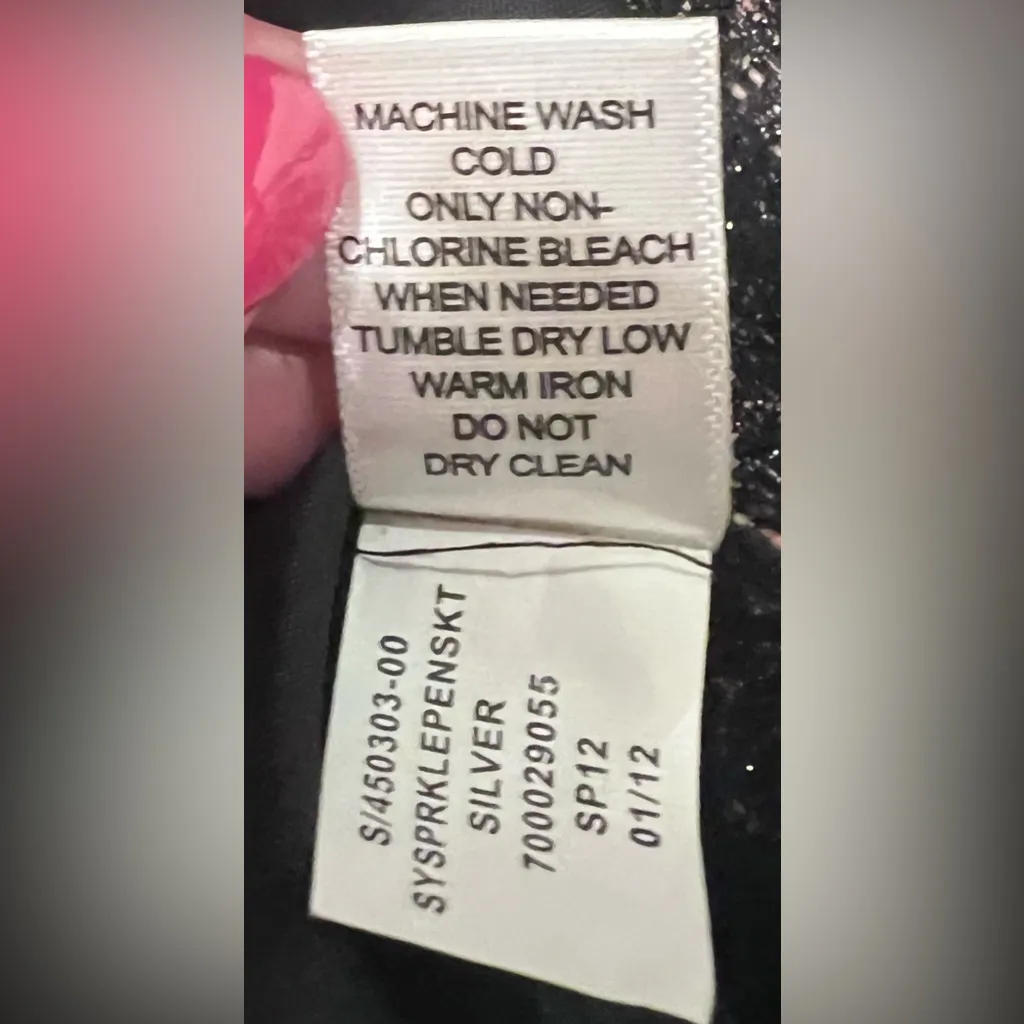 MACHINE WASH
COLD
ONLY NON-
CHLORINE BLEACH
WHEN NEEDED
TUMBLE DRY LOW
WARM IRON
DO NOT
DRY CLEAN
S/450303-00
SYSPRKLEPENSKT
SILVER
700029055
SP12
01/12